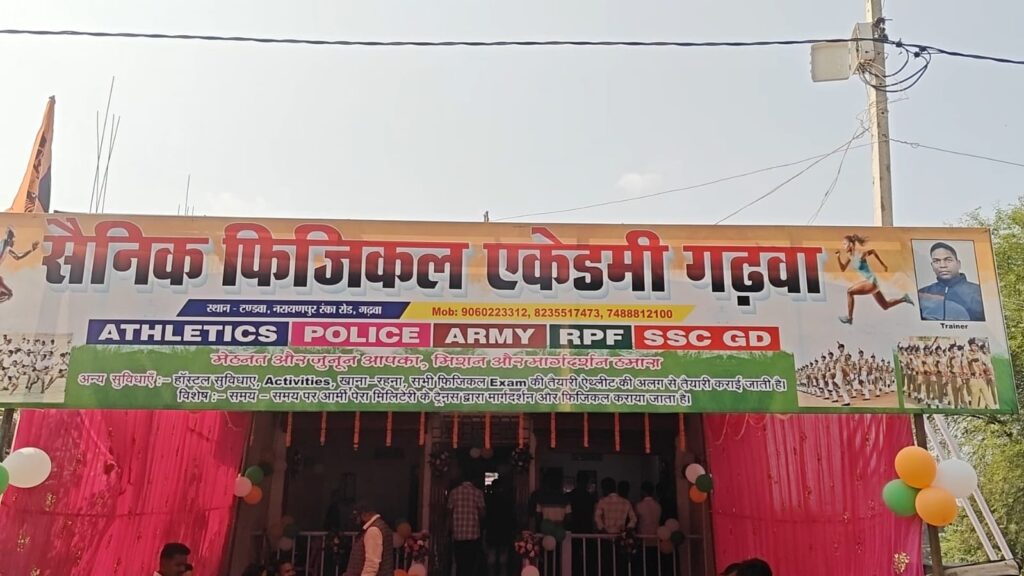 सैनिक फिजिकल एकेडमी गढ़वा
स्थान - टण्डवा, नरायणपुर रंका रोड, गढ़वा
Mob: 9060223312, 8235517473, 7488812100
ATHLETICS POLICE ARMY RPF SSC GD
Trainer
मेहनत और जुनून आपका, मिशन और मार्गदर्शन हमारा
अन्य सुविधाएँ :- हॉस्टल सुविधाए, Activities, खाना-रहना, सभी फिजिकल Exam की तैयारी ऐथ्लीट की अलग से तैयारी कराई जाती है।
विशेष :- समय - समय पर आर्मी पैरा मिलिटेरी के ट्रेनर्स द्वारा मार्गदर्शन और फिजिकल कराया जाता है।